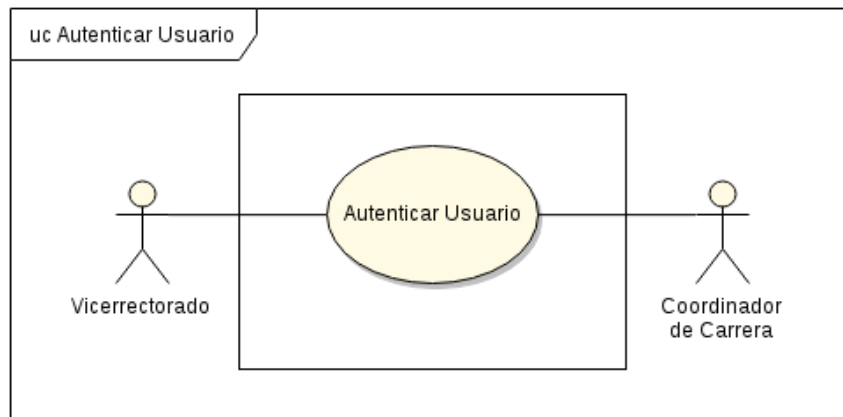 uc Autenticar Usuario
Autenticar Usuario
Vicerrectorado
Coordinador
de Carrera